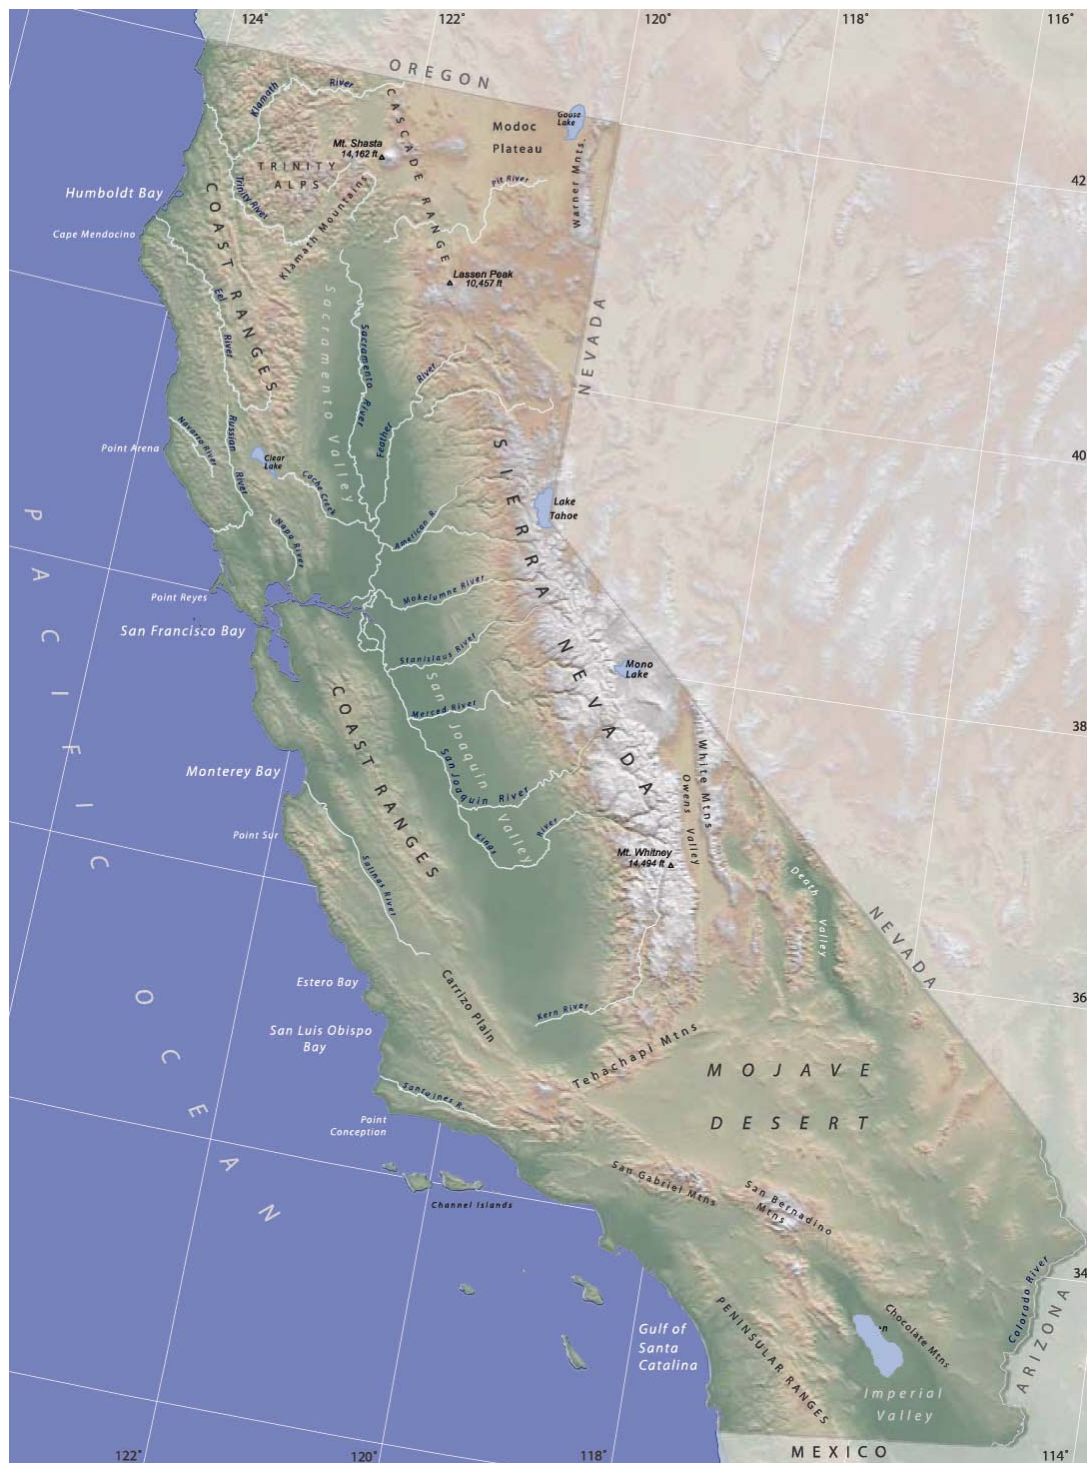 124˚
122˚
120˚
118˚
116˚
OREGON
Klamath
River
CASCADE RANGE
Goose
Lake
Modoc
Plateau
Mt. Shasta
14,162 ft
TRINITY
ALPS
Warner Mnts.
Pit River
42
Humboldt Bay
Trinity River
Klamath Mountains
COAST RANGES
Cape Mendocino
Lassen Peak
10,457 ft
Eel
River
Sacramento Valley
Sacramento River
NEVADA
River
Feather
Navarro River
Russian
River
Point Arena
Clear
Lake
Cache Creek
40
SIERRA NEVADA
Lake
Tahoe
American R.
Napa River
PACIFIC OCEAN
Mokelumne River
Point Reyes
San Francisco Bay
Stanislaus River
Mono
Lake
San Joaquin Valley
COAST RANGES
Merced River
38
White Mtns
Owens Valley
San Joaquin River
Monterey Bay
Kings
River
Point Sur
Mt. Whitney
14,494 ft
Salinas River
Death
Valley
NEVADA
Carrizo Plain
Estero Bay
36
Kern River
San Luis Obispo
Bay
Tehachapi Mtns
MOJAVE
DESERT
Santa Ines R.
Point
Conception
San Gabriel Mtns
San Bernadino
Mtns
Channel Islands
Colorado River
34
ARIZONA
PENINSULAR RANGES
Chocolate Mtns
n
Gulf of
Santa
Catalina
Imperial
Valley
MEXICO
122˚
120˚
118˚
114˚